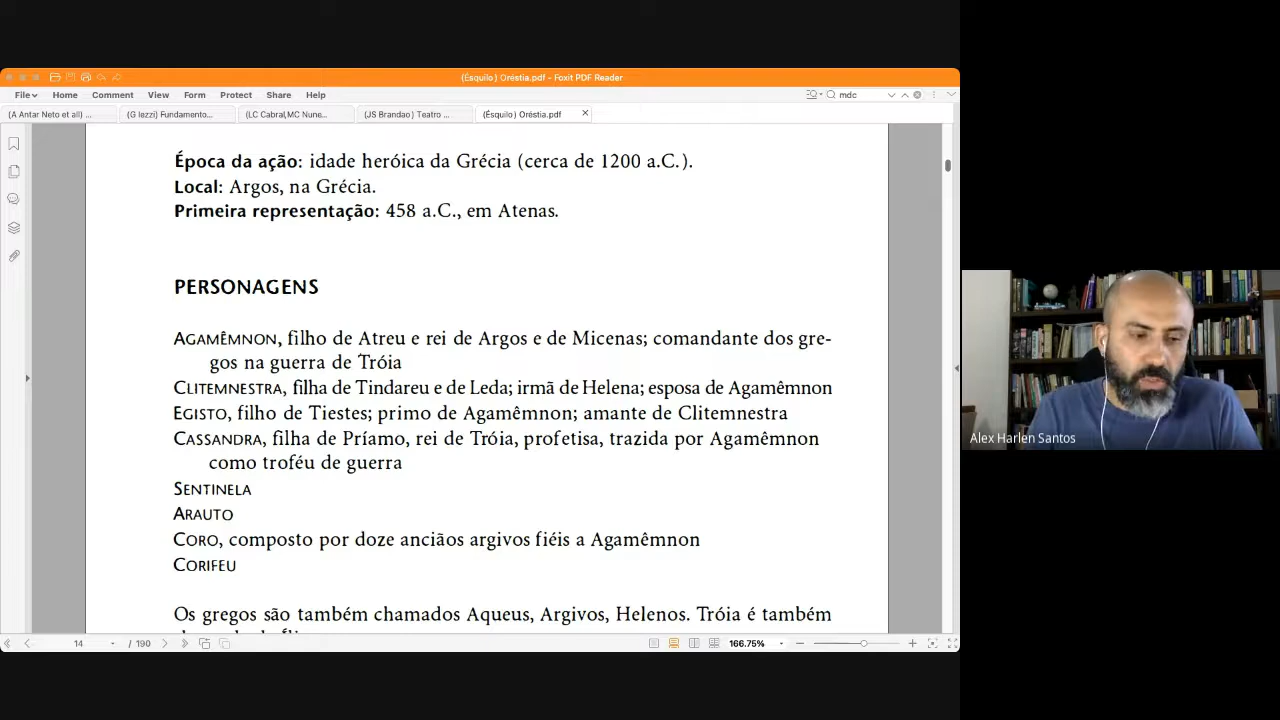 (Ésquilo) Oréstia.pdf - Foxit PDF Reader
File Home Comment View Form Protect Share Help
mdc
(A Antar Neto et all) ... (G Iezzi) Fundamento... (LC Cabral,MC Nune... (JS Brandao) Teatro ... (Ésquilo) Oréstia.pdf
Época da ação: idade heróica da Grécia (cerca de 1200 a.C.).
Local: Argos, na Grécia.
Primeira representação: 458 a.C., em Atenas.
PERSONAGENS
AGAMÊMNON, filho de Atreu e rei de Argos e de Micenas; comandante dos gre-
gos na guerra de Tróia
CLITEMNESTRA, filha de Tindareu e de Leda; irmã de Helena; esposa de Agamêmnon
EGISTO, filho de Tiestes; primo de Agamêmnon; amante de Clitemnestra
CASSANDRA, filha de Príamo, rei de Tróia, profetisa, trazida por Agamêmnon
como troféu de guerra
SENTINELA
ARAUTO
CORO, composto por doze anciãos argivos fiéis a Agamêmnon
CORIFEU
Os gregos são também chamados Aqueus, Argivos, Helenos. Tróia é também
14 / 190
166.75%
Alex Harlen Santos